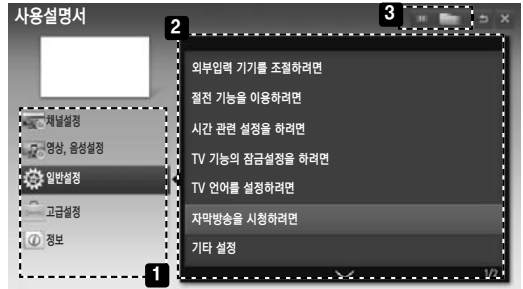 사용설명서
3
2
채널설정
영상, 음성설정
일반설정
고급설정
정보
1
외부입력 기기를 조절하려면
절전 기능을 이용하려면
시간 관련 설정을 하려면
TV 기능의 잠금설정을 하려면
TV 언어를 설정하려면
자막방송을 시청하려면
기타 설정
1/2